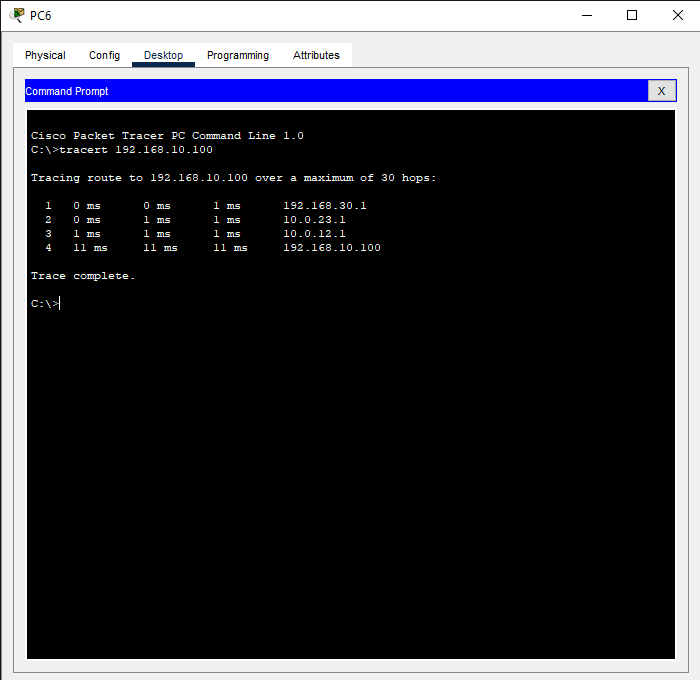 PC6
Physical Config Desktop Programming Attributes
Command Prompt X
Cisco Packet Tracer PC Command Line 1.0
C:\>tracert 192.168.10.100
Tracing route to 192.168.10.100 over a maximum of 30 hops:
1 0 ms 0 ms 1 ms 192.168.30.1
2 0 ms 1 ms 1 ms 10.0.23.1
3 1 ms 1 ms 1 ms 10.0.12.1
4 11 ms 11 ms 11 ms 192.168.10.100
Trace complete.
C:\>